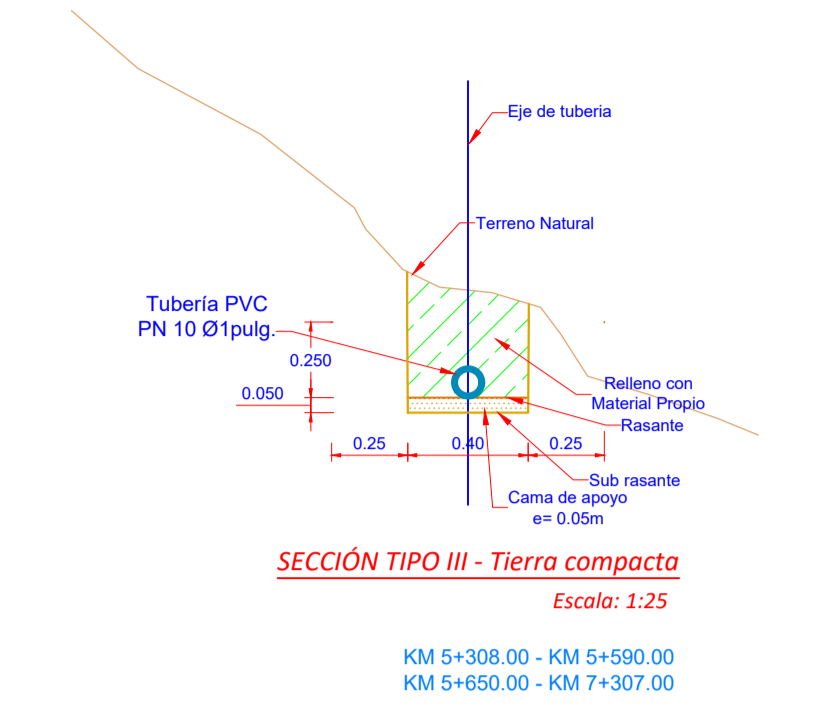 Eje de tuberia
Terreno Natural
Tubería PVC
PN 10 Ø1pulg.
0.250
0.050
Relleno con
Material Propio
Rasante
0.25
0.40
0.25
Sub rasante
Cama de apoyo
e= 0.05m
SECCIÓN TIPO III - Tierra compacta
Escala: 1:25
KM 5+308.00 - KM 5+590.00
KM 5+650.00 - KM 7+307.00